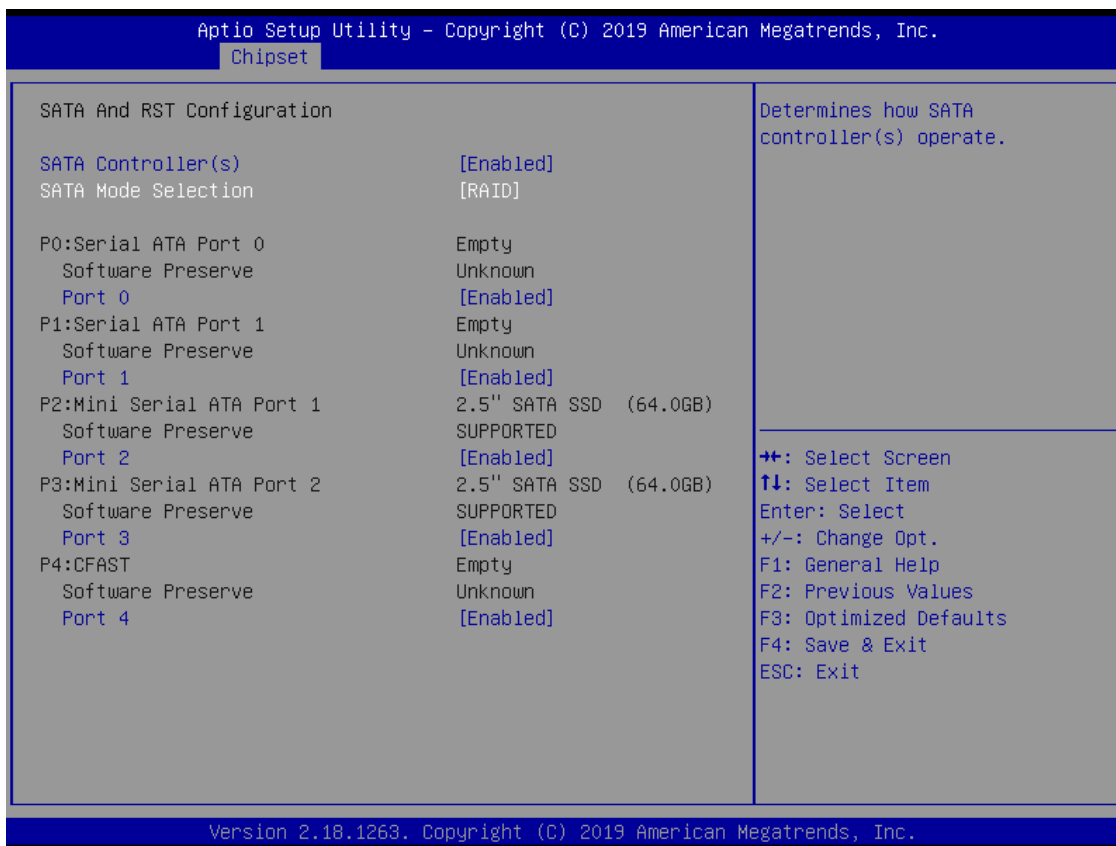 Aptio Setup Utility – Copyright (C) 2019 American Megatrends, Inc.
Chipset
SATA And RST Configuration
SATA Controller(s) [Enabled]
SATA Mode Selection [RAID]
P0:Serial ATA Port 0 Empty
Software Preserve Unknown
Port 0 [Enabled]
P1:Serial ATA Port 1 Empty
Software Preserve Unknown
Port 1 [Enabled]
P2:Mini Serial ATA Port 1 2.5" SATA SSD (64.0GB)
Software Preserve SUPPORTED
Port 2 [Enabled]
P3:Mini Serial ATA Port 2 2.5" SATA SSD (64.0GB)
Software Preserve SUPPORTED
Port 3 [Enabled]
P4:CFAST Empty
Software Preserve Unknown
Port 4 [Enabled]
Determines how SATA
controller(s) operate.
→←: Select Screen
↑↓: Select Item
Enter: Select
+/-: Change Opt.
F1: General Help
F2: Previous Values
F3: Optimized Defaults
F4: Save & Exit
ESC: Exit
Version 2.18.1263. Copyright (C) 2019 American Megatrends, Inc.